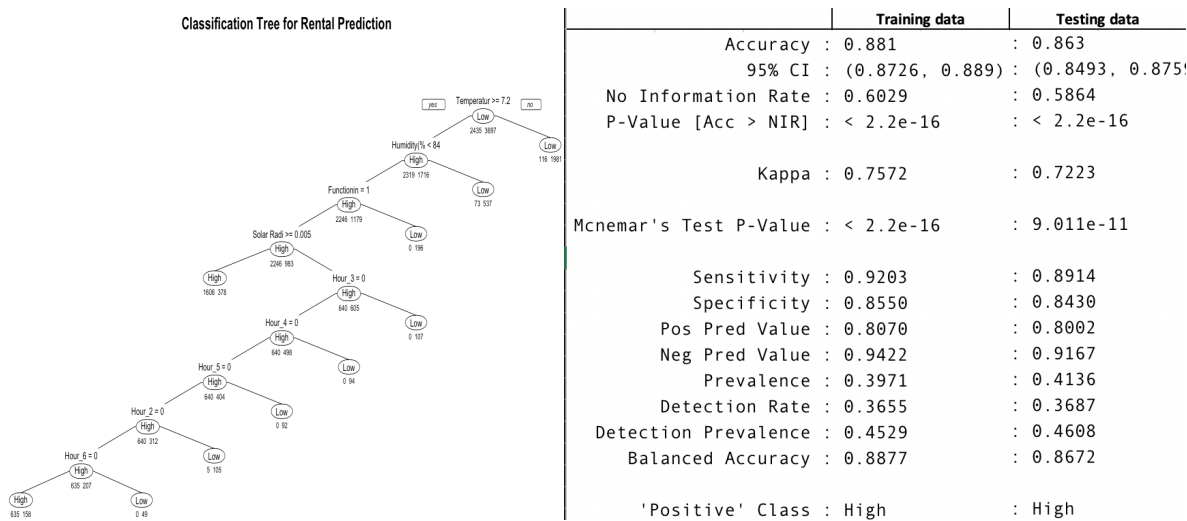 Classification Tree for Rental Prediction
yes Temperatur >= 7.2 no
Low
2435 3697
Humidity(% < 84
High
2319 1716
Low
116 1981
Functionin = 1
High
2246 1179
Low
73 537
Solar Radi >= 0.005
High
2246 983
Low
0 196
High
1606 378
Hour_3 = 0
High
640 605
Hour_4 = 0
High
640 498
Low
0 107
Hour_5 = 0
High
640 404
Low
0 94
Hour_2 = 0
High
640 312
Low
0 92
Hour_6 = 0
High
635 207
Low
5 105
High
635 158
Low
0 49
Training data Testing data
Accuracy : 0.881 : 0.863
95% CI : (0.8726, 0.889) : (0.8493, 0.8759
No Information Rate : 0.6029 : 0.5864
P-Value [Acc > NIR] : < 2.2e-16 : < 2.2e-16
Kappa : 0.7572 : 0.7223
Mcnemar's Test P-Value : < 2.2e-16 : 9.011e-11
Sensitivity : 0.9203 : 0.8914
Specificity : 0.8550 : 0.8430
Pos Pred Value : 0.8070 : 0.8002
Neg Pred Value : 0.9422 : 0.9167
Prevalence : 0.3971 : 0.4136
Detection Rate : 0.3655 : 0.3687
Detection Prevalence : 0.4529 : 0.4608
Balanced Accuracy : 0.8877 : 0.8672
'Positive' Class : High : High